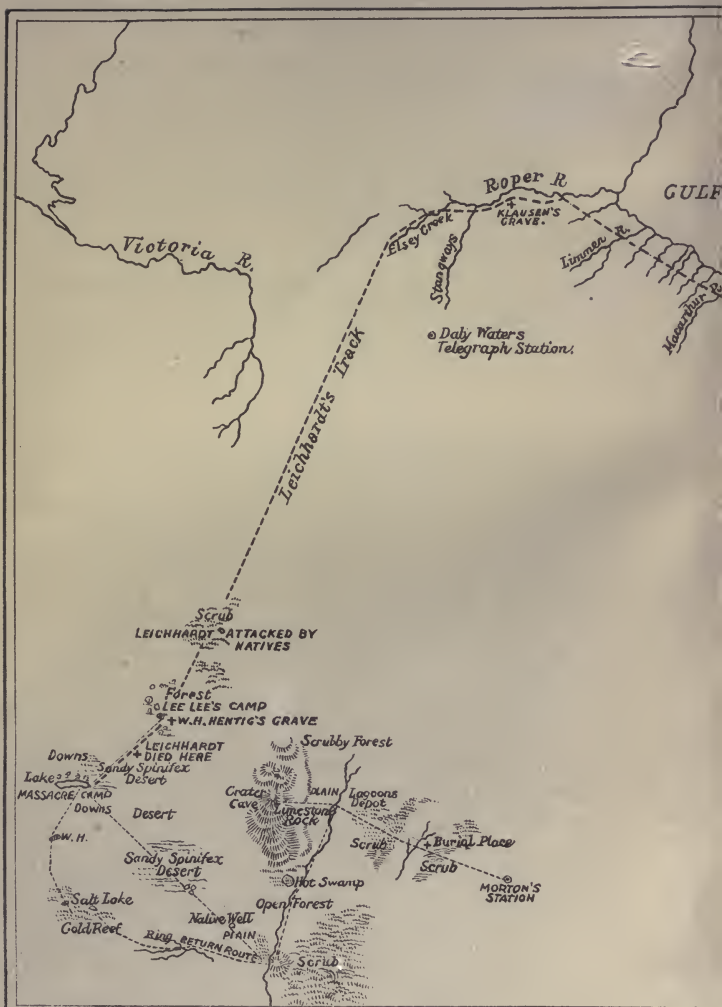 Roper R
GULF
KLAUSEN'S
GRAVE.
Elsey Creek
Limmen R.
Stangways
Macarthur R
Victoria R.
Daly Waters
Telegraph Station.
Leichhardt's Track
Scrub
LEICHHARDT ATTACKED BY
NATIVES
Forest
LEE LEE'S CAMP
W.H. HENTIG'S GRAVE
Scrubby Forest
LEICHHARDT
DIED HERE
Downs
Sandy Spinifex
Desert
Lake
MASSACRE CAMP
Downs
Desert
Crater
Cave
PLAIN
Lagoons
Depot
Limestone
Rock
Scrub
Burial Place
Scrub
W.H.
Sandy Spinifex
Desert
Hot Swamp
MORTON'S
STATION
Salt Lake
Open Forest
Native Well
PLAIN
Gold Reef
Ring
RETURN ROUTE
Scrub